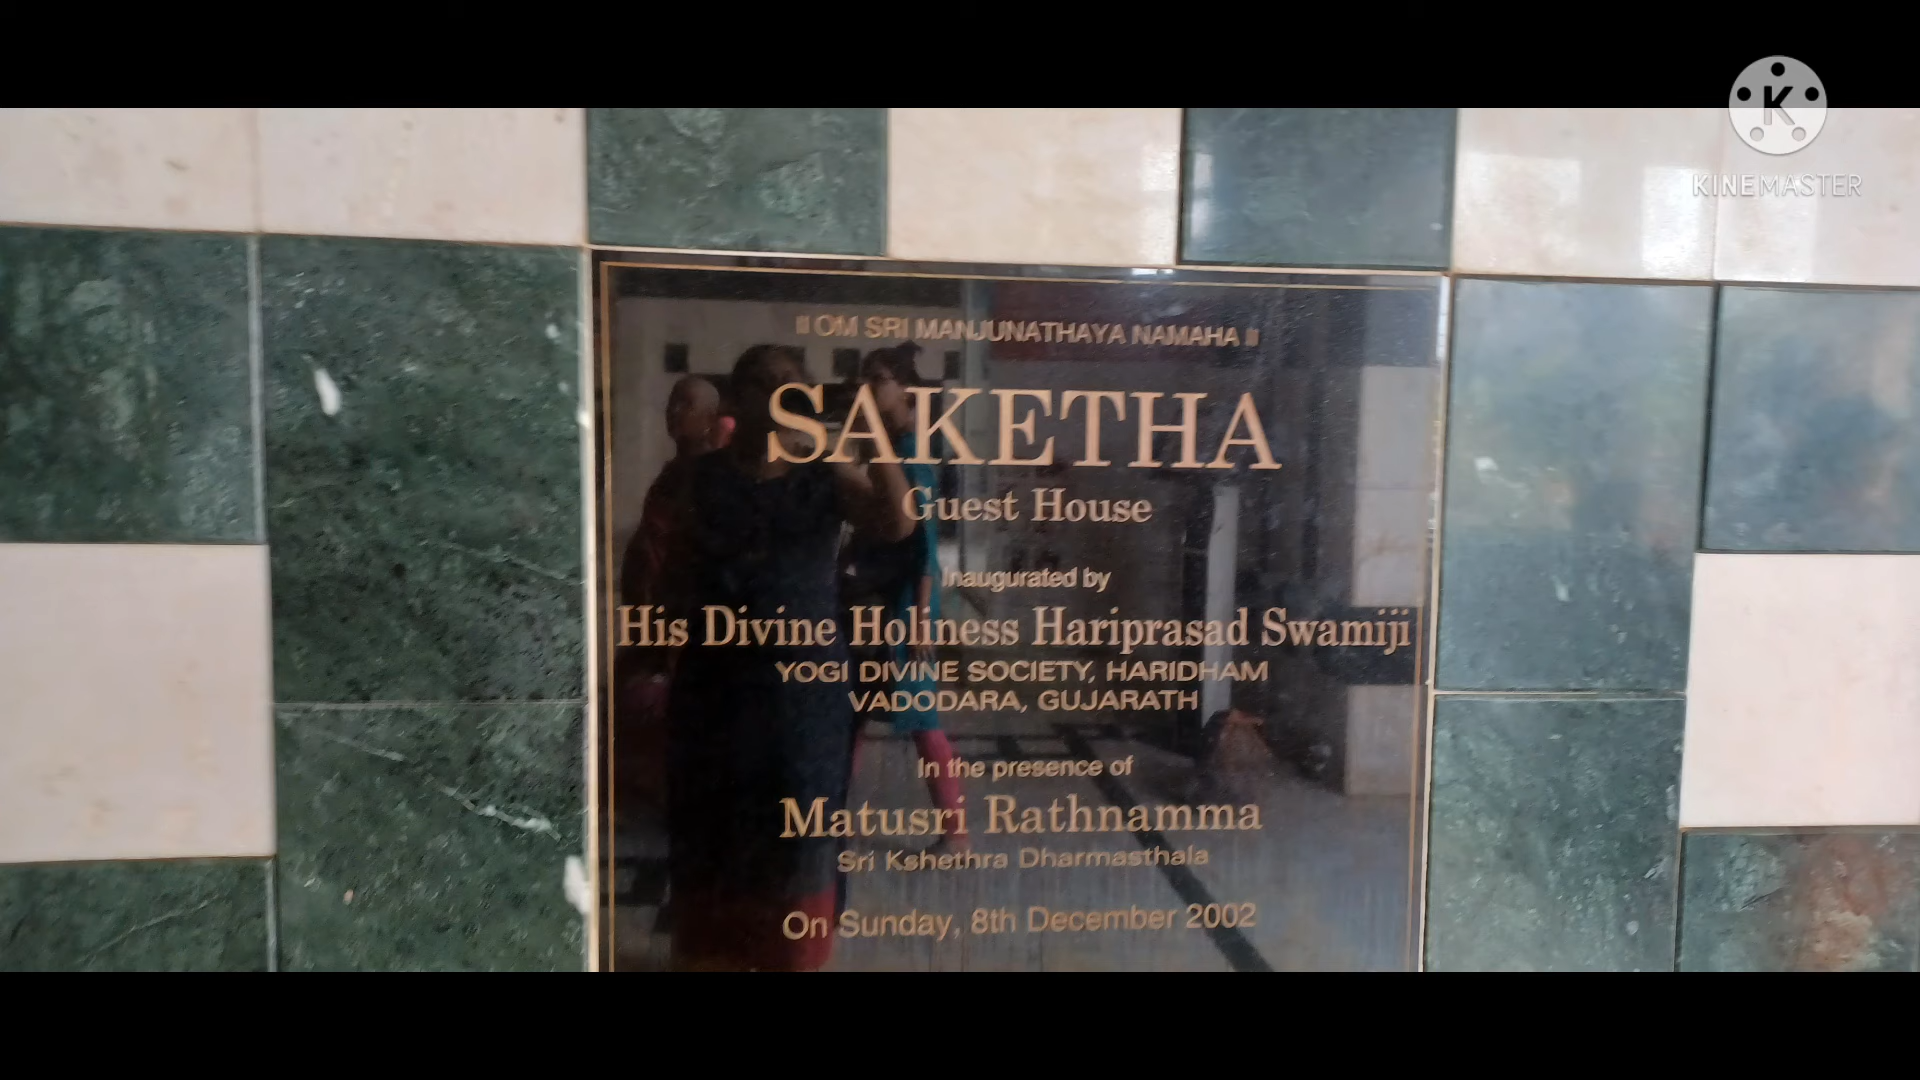 ॥ OM SRI MANJUNATHAYA NAMAHA ॥
SAKETHA
Guest House
Inaugurated by
His Divine Holiness Hariprasad Swamiji
YOGI DIVINE SOCIETY, HARIDHAM
VADODARA, GUJARATH
In the presence of
Matusri Rathnamma
Sri Kshethra Dharmasthala
On Sunday, 8th December 2002
K
KINEMASTER